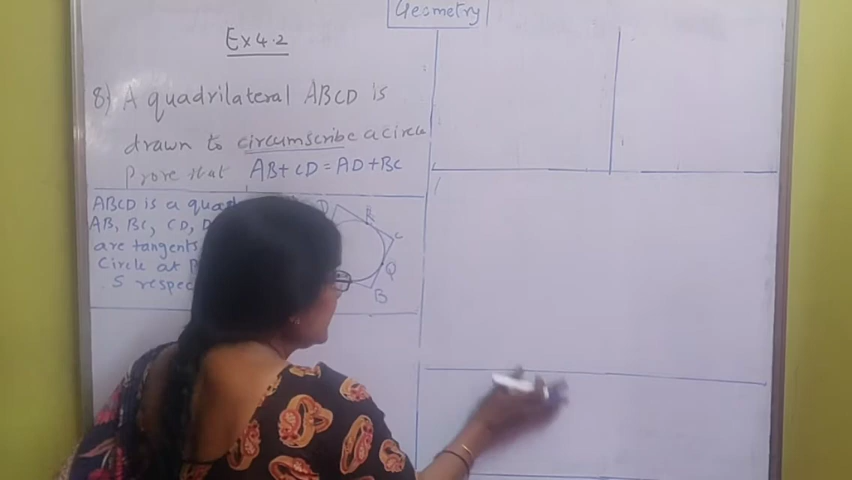 Geometry
Ex 4.2
8) A quadrilateral ABCD is
drawn to circumscribe a circle
Prove that AB+CD=AD+BC
ABCD is a quad
AB, BC, CD, D
are tangents
Circle at
S respec
D
R
C
Q
B